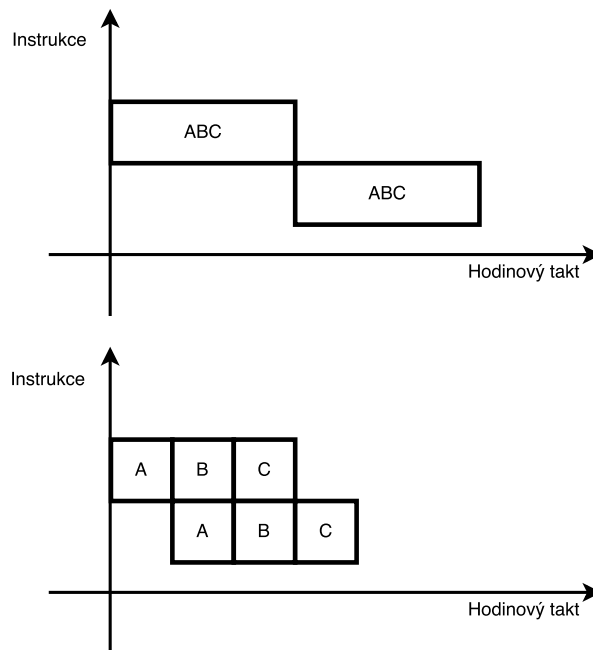 Instrukce
ABC
ABC
Hodinový takt
Instrukce
A B C
A B C
Hodinový takt